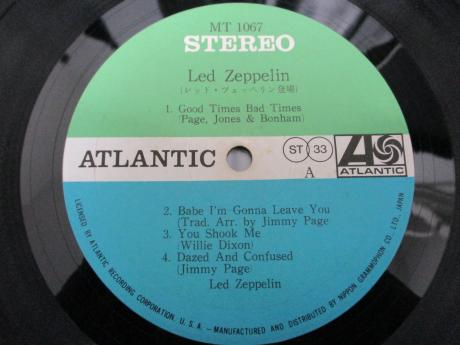 MT 1067
STEREO
Led Zeppelin
(レッド・ツェッペリン登場)
1. Good Times Bad Times
(Page, Jones & Bonham)
ATLANTIC
ST 33
A
ATLANTIC
2. Babe I'm Gonna Leave You
(Trad. Arr. by Jimmy Page)
3. You Shook Me
(Willie Dixon)
4. Dazed And Confused
(Jimmy Page)
Led Zeppelin
LICENSED BY ATLANTIC RECORDING CORPORATION, U. S. A. – MANUFACTURED AND DISTRIBUTED BY NIPPON GRAMMOPHON CO., LTD., JAPAN